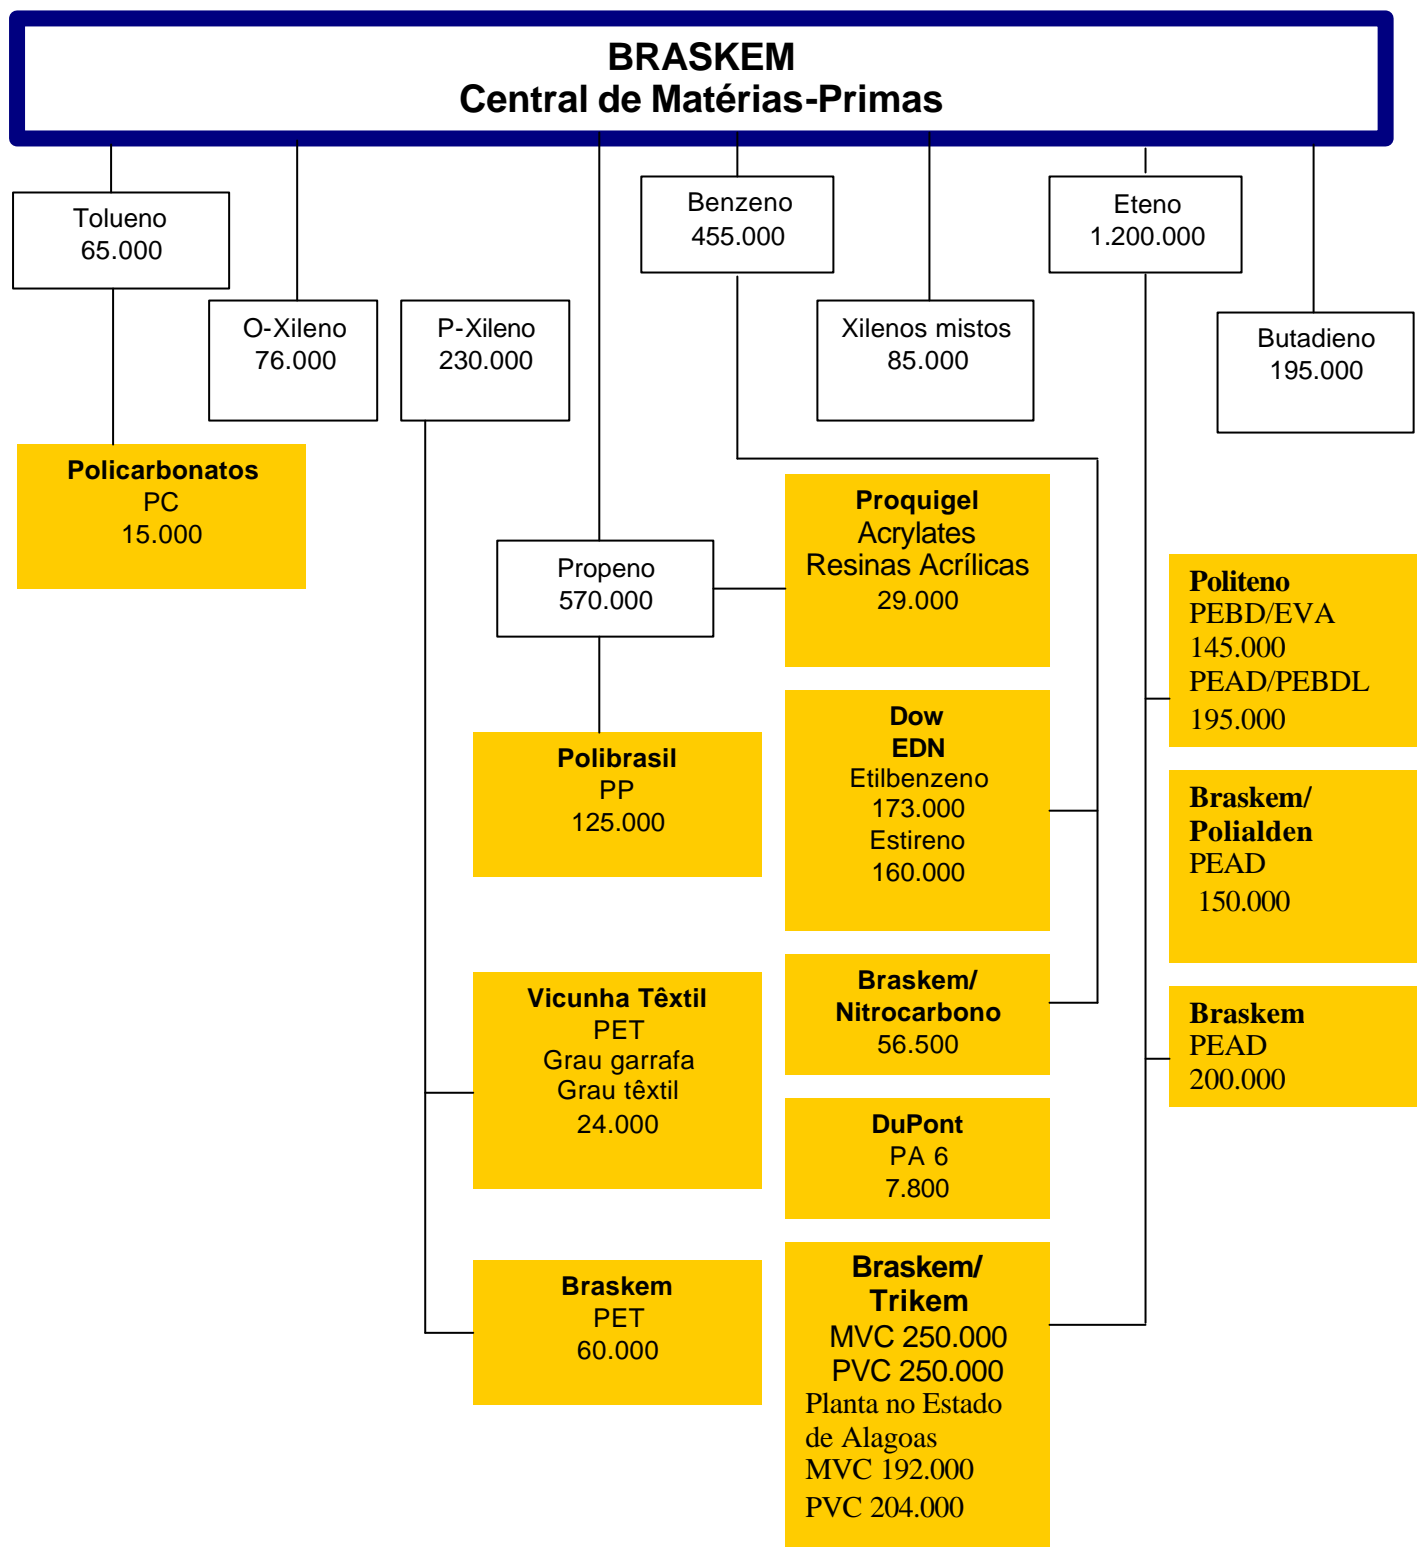 BRASKEM
Central de Matérias-Primas
Tolueno
65.000
Benzeno
455.000
Eteno
1.200.000
O-Xileno
76.000
P-Xileno
230.000
Xilenos mistos
85.000
Butadieno
195.000
Policarbonatos
PC
15.000
Proquigel
Acrylates
Resinas Acrílicas
29.000
Propeno
570.000
Politeno
PEBD/EVA
145.000
PEAD/PEBDL
195.000
Dow
EDN
Etilbenzeno
173.000
Estireno
160.000
Polibrasil
PP
125.000
Braskem/
Polialden
PEAD
150.000
Vicunha Têxtil
PET
Grau garrafa
Grau têxtil
24.000
Braskem/
Nitrocarbono
56.500
Braskem
PEAD
200.000
DuPont
PA 6
7.800
Braskem
PET
60.000
Braskem/
Trikem
MVC 250.000
PVC 250.000
Planta no Estado
de Alagoas
MVC 192.000
PVC 204.000